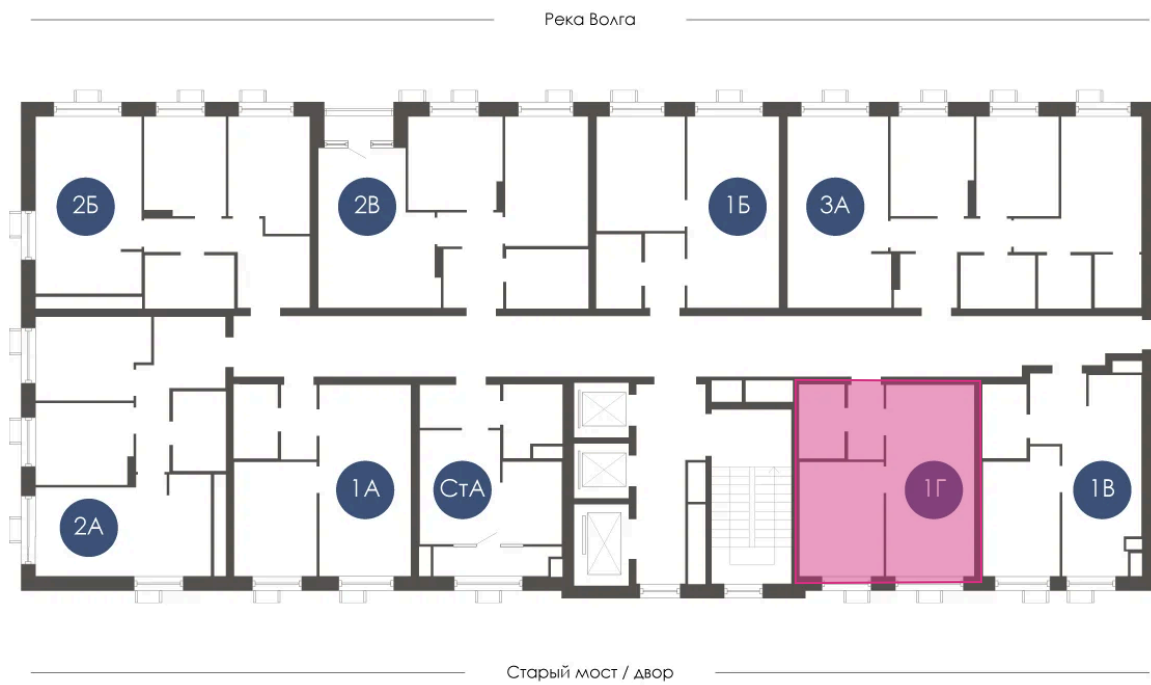 Река Волга
2Б
2В
1Б
3А
2А
1А
СтА
1Г
1В
Старый мост / двор